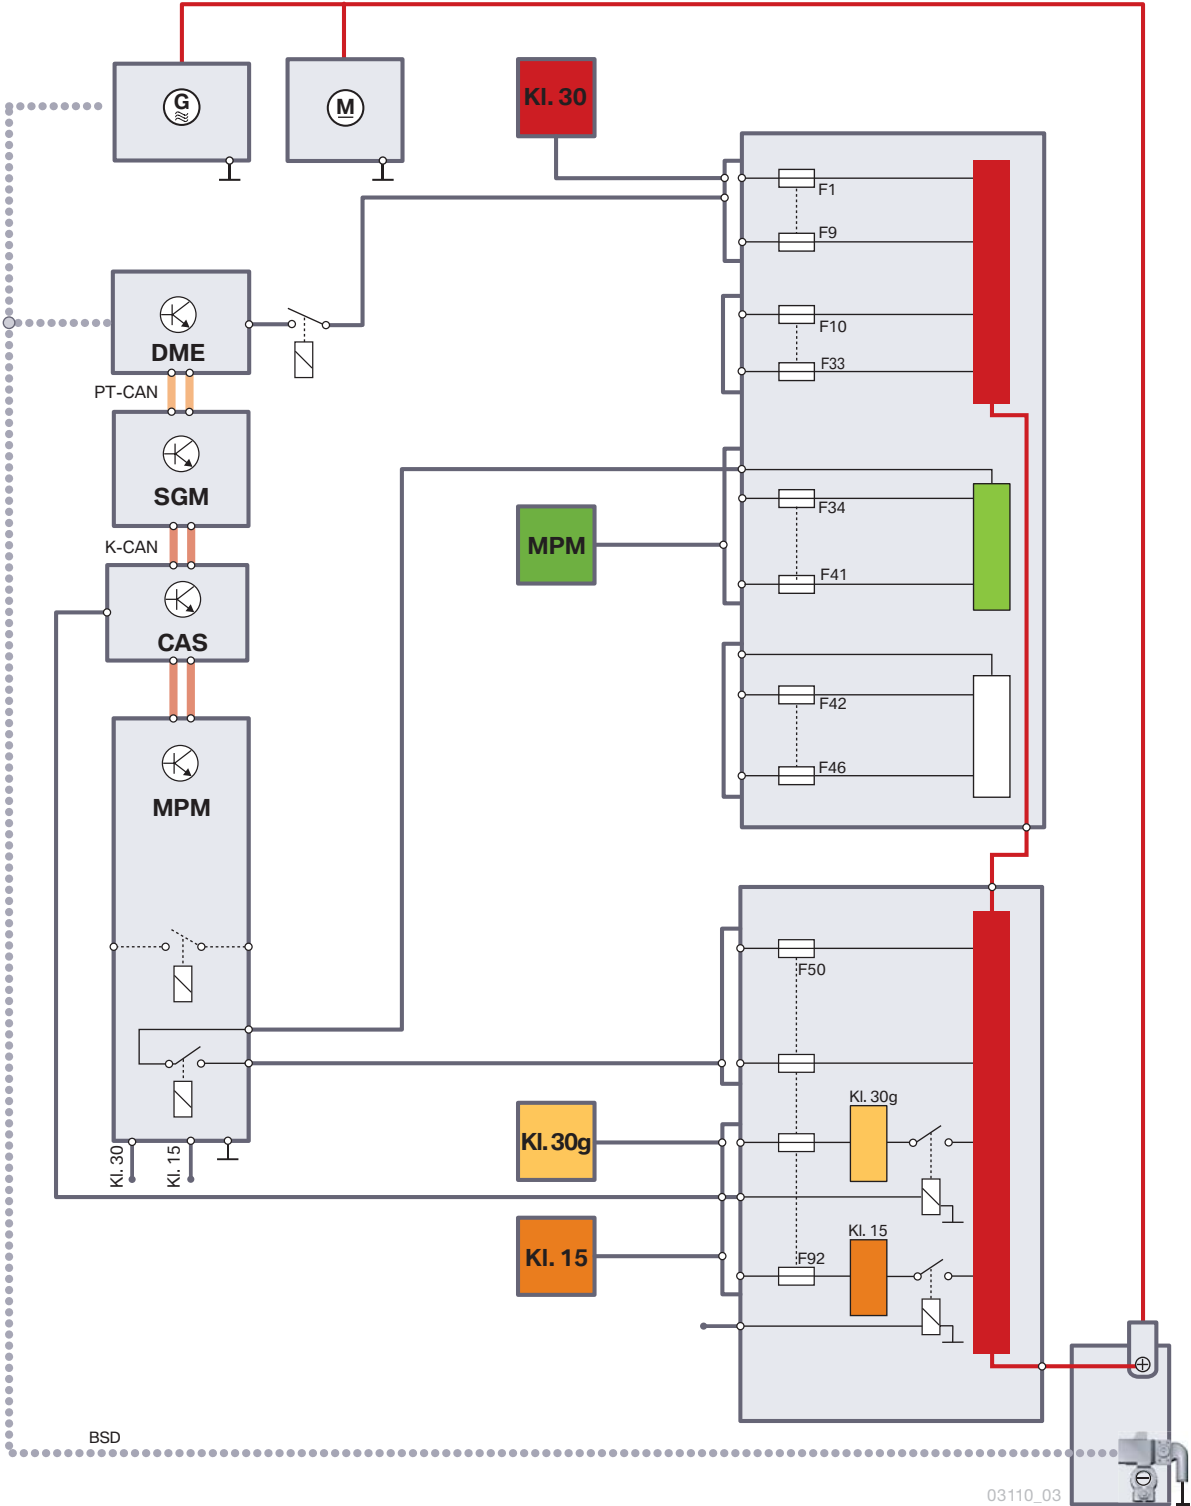 G
M
Kl. 30
F1
F9
F10
DME
F33
PT-CAN
SGM
F34
K-CAN
MPM
F41
CAS
F42
F46
MPM
F50
Kl. 30g
Kl. 30g
Kl. 30
Kl. 15
Kl. 15
Kl. 15
F92
BSD
03110_03